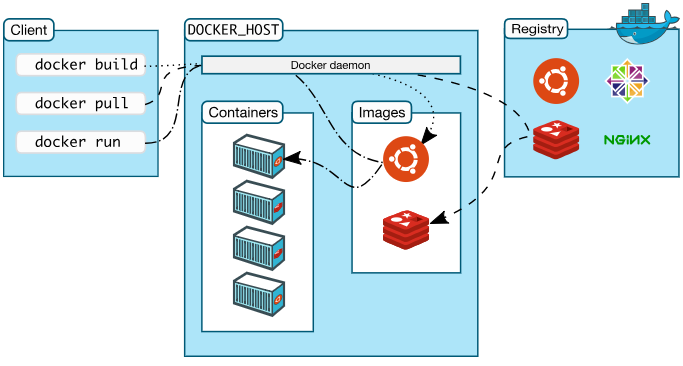 Client
docker build
docker pull
docker run
DOCKER_HOST
Docker daemon
Containers
Images
Registry
NGINX